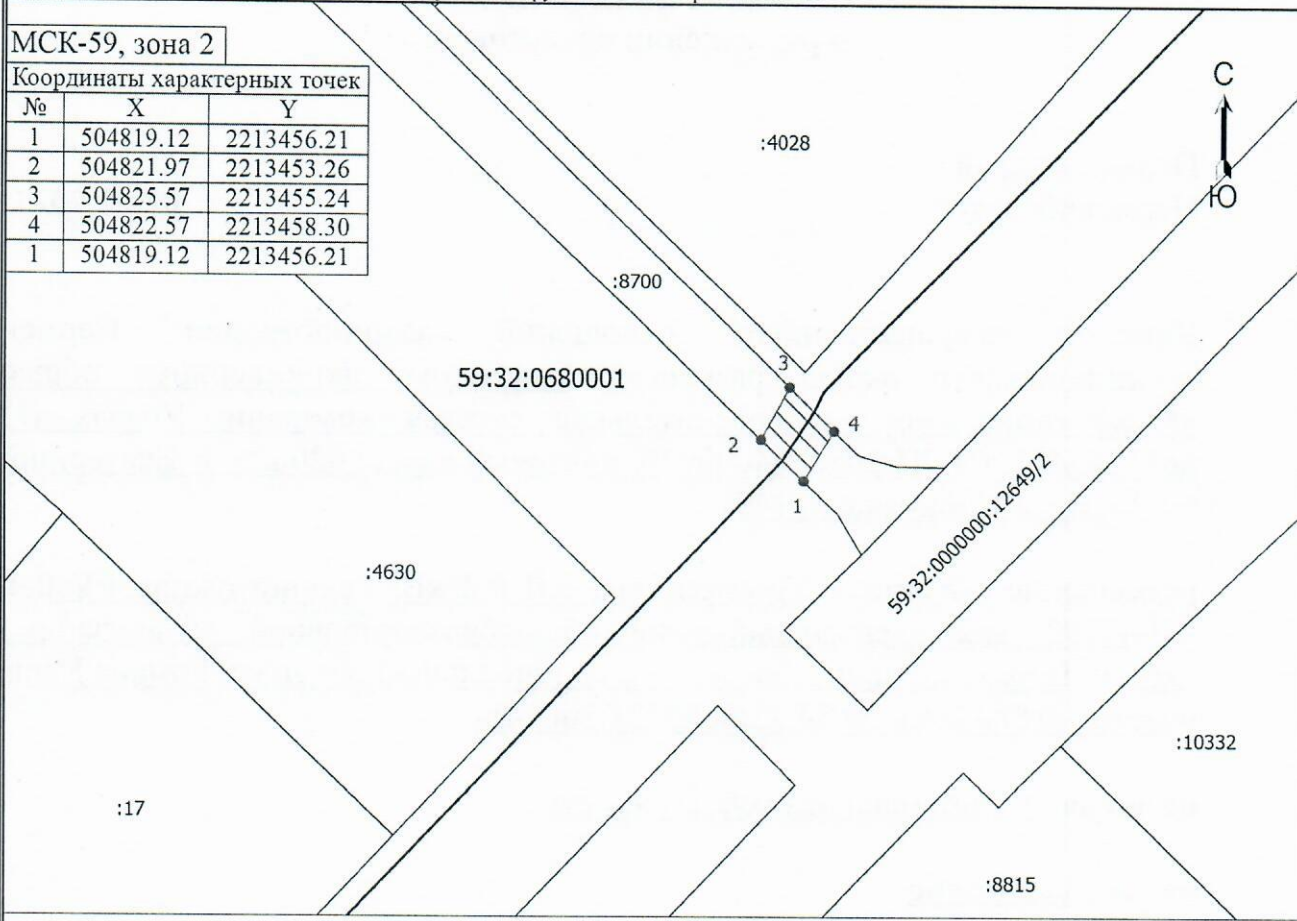 МСК-59, зона 2
Координаты характерных точек
№ X Y
1 504819.12 2213456.21
2 504821.97 2213453.26
3 504825.57 2213455.24
4 504822.57 2213458.30
1 504819.12 2213456.21
С
Ю
:4028
:8700
59:32:0680001
3
4
2
1
59:32:0000000:12649/2
:4630
:10332
:17
:8815